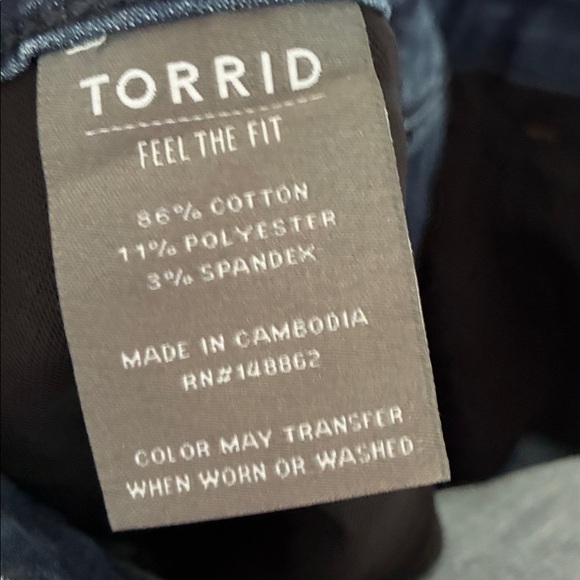 TORRID
FEEL THE FIT
86% COTTON
11% POLYESTER
3% SPANDEX
MADE IN CAMBODIA
RN#148862
COLOR MAY TRANSFER
WHEN WORN OR WASHED